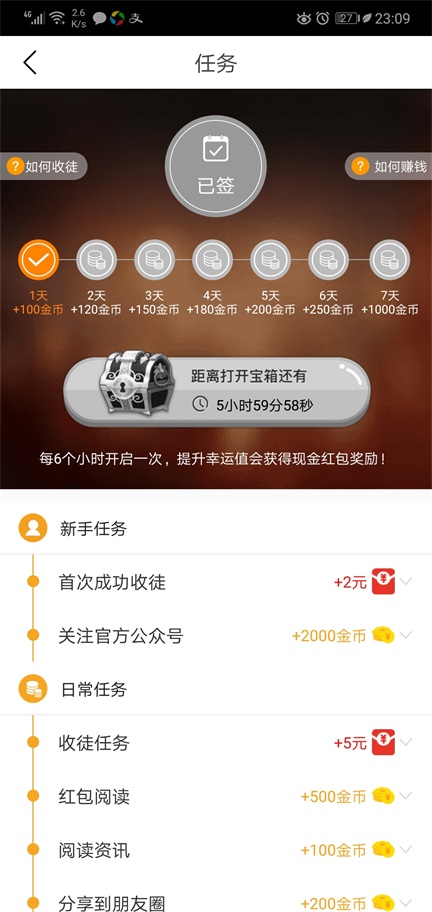 4G
2.6
K/s
支
27
23:09
任务
已签
?如何收徒
?如何赚钱
1天
+100金币
2天
+120金币
3天
+150金币
4天
+180金币
5天
+200金币
6天
+250金币
7天
+1000金币
距离打开宝箱还有
5小时59分58秒
每6个小时开启一次，提升幸运值会获得现金红包奖励！
新手任务
首次成功收徒
+2元
关注官方公众号
+2000金币
日常任务
收徒任务
+5元
红包阅读
+500金币
阅读资讯
+100金币
分享到朋友圈
+200金币